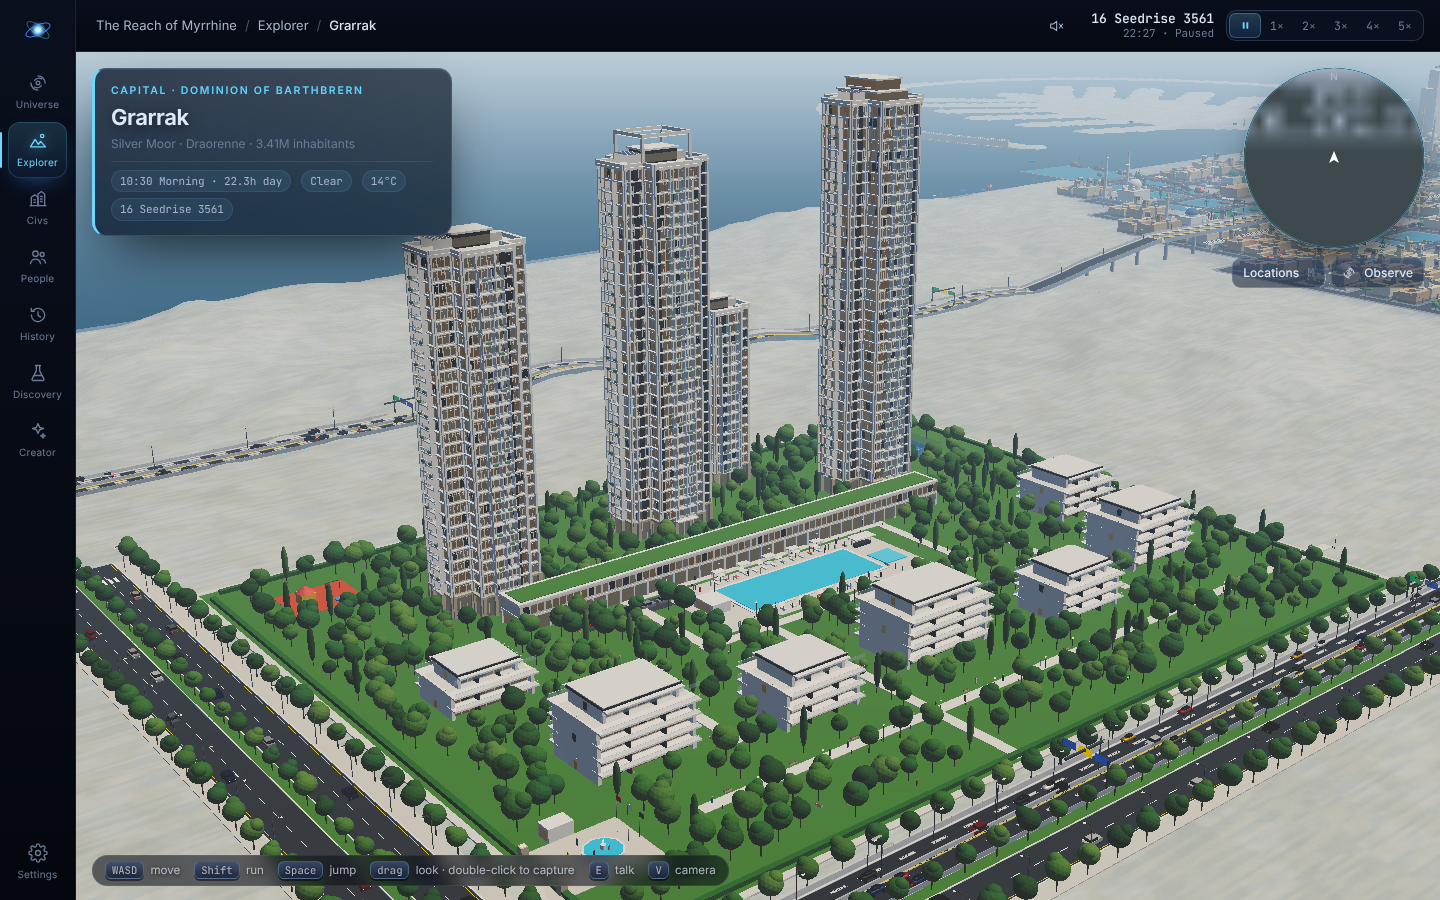 The Reach of Myrrhine / Explorer / Grarrak
16 Seedrise 3561
22:27 · Paused
1× 2× 3× 4× 5×
Universe
Explorer
Civs
People
History
Discovery
Creator
Settings
CAPITAL · DOMINION OF BARTHBRERN
Grarrak
Silver Moor · Draorenne · 3.41M inhabitants
10:30 Morning · 22.3h day
Clear
14°C
16 Seedrise 3561
N
Locations M
Observe
WASD move Shift run Space jump drag look · double-click to capture E talk V camera